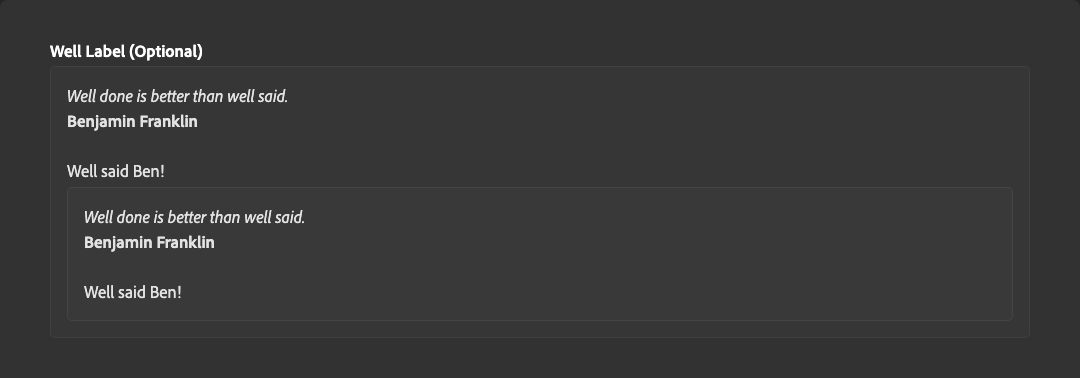 Well Label (Optional)
Well done is better than well said.
Benjamin Franklin
Well said Ben!
Well done is better than well said.
Benjamin Franklin
Well said Ben!